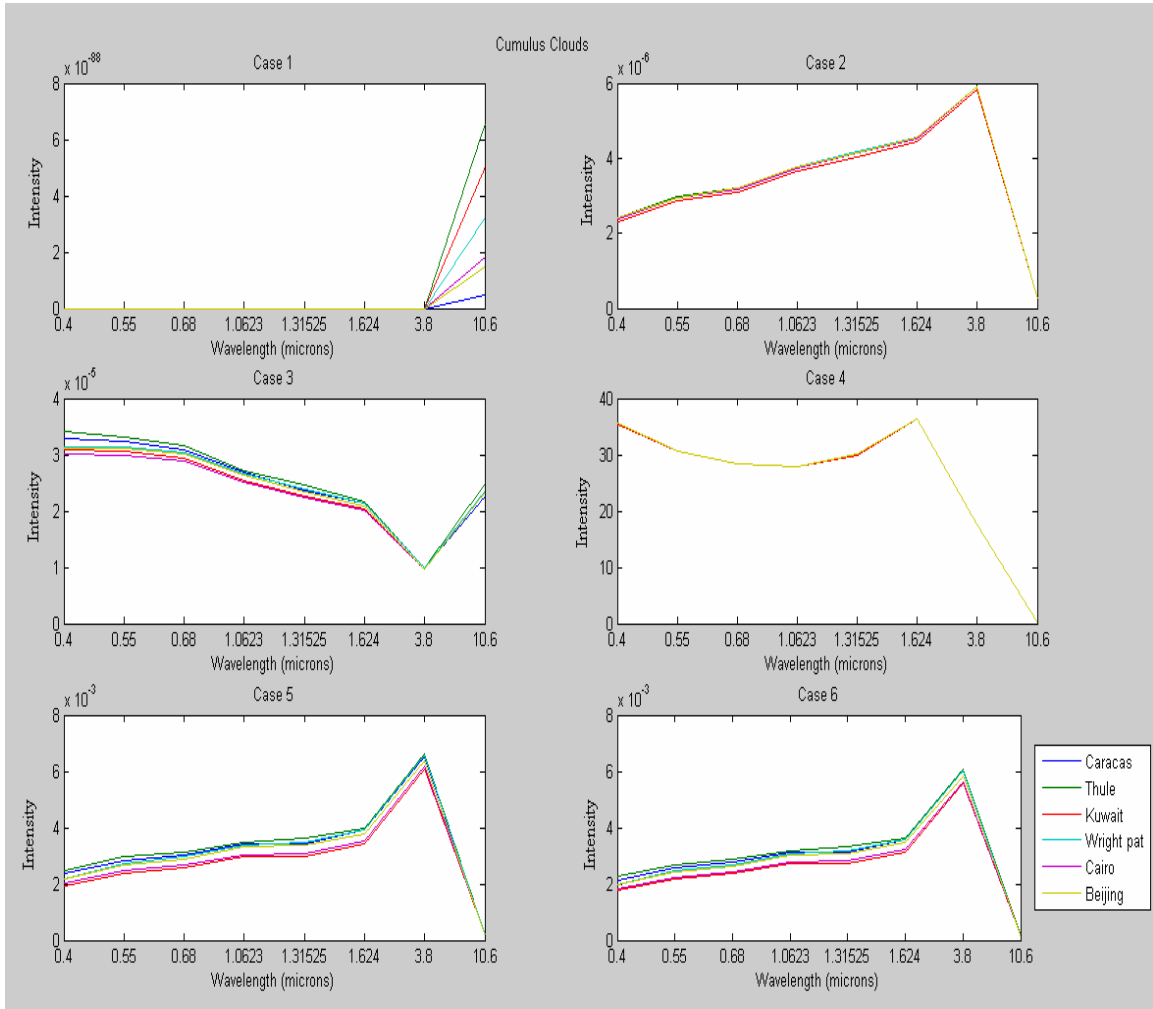 Cumulus Clouds
Case 1
x 10^-88
8
6
4
2
0
Intensity
0.4 0.55 0.68 1.0623 1.31525 1.624 3.8 10.6
Wavelength (microns)
Case 2
x 10^-6
6
4
2
0
Intensity
0.4 0.55 0.68 1.0623 1.31525 1.624 3.8 10.6
Wavelength (microns)
Case 3
x 10^-5
4
3
2
1
0
Intensity
0.4 0.55 0.68 1.0623 1.31525 1.624 3.8 10.6
Wavelength (microns)
Case 4
40
30
20
10
0
Intensity
0.4 0.55 0.68 1.0623 1.31525 1.624 3.8 10.6
Wavelength (microns)
Case 5
x 10^-3
8
6
4
2
0
Intensity
0.4 0.55 0.68 1.0623 1.31525 1.624 3.8 10.6
Wavelength (microns)
Case 6
x 10^-3
8
6
4
2
0
Intensity
0.4 0.55 0.68 1.0623 1.31525 1.624 3.8 10.6
Wavelength (microns)
Caracas
Thule
Kuwait
Wright pat
Cairo
Beijing